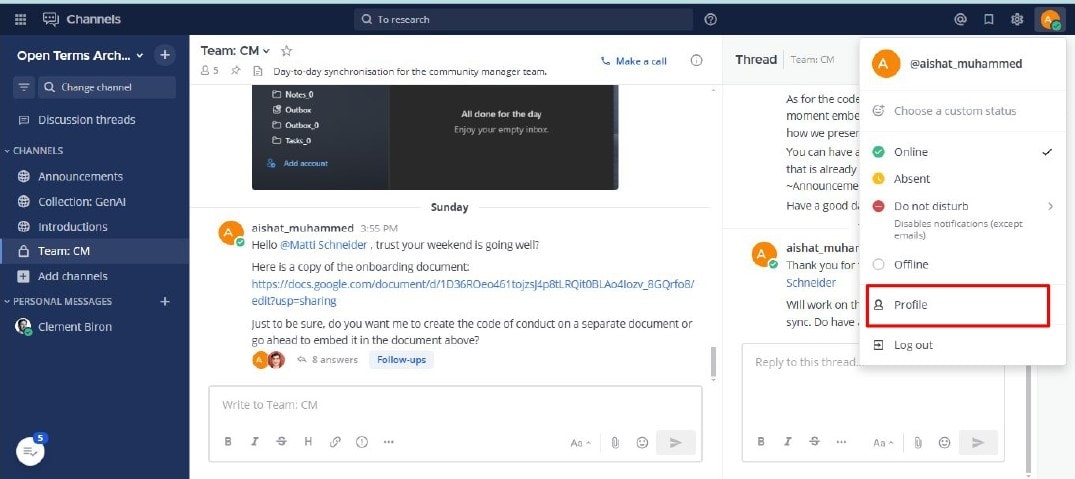 Channels
To research
Open Terms Arch...
Change channel
Discussion threads
CHANNELS
Announcements
Collection: GenAI
Introductions
Team: CM
Add channels
PERSONAL MESSAGES
Clement Biron
5
Team: CM
5
Day-to-day synchronisation for the community manager team.
Make a call
Notes_0
Outbox
Outbox_0
Tasks_0
Add account
All done for the day
Enjoy your empty inbox.
Sunday
aishat_muhammed 3:55 PM
Hello @Matti Schneider , trust your weekend is going well?
Here is a copy of the onboarding document:
https://docs.google.com/document/d/1D36ROeo461tojzsJ4p8tLRQit0BLAo4Iozv_8GQrfo8/
edit?usp=sharing
Just to be sure, do you want me to create the code of conduct on a separate document or
go ahead to embed it in the document above?
8 answers
Follow-ups
Write to Team: CM
B I S H
Aa
Thread
Team: CM
As for the code
moment embe
how we presen
You can have a
that is already
~Announceme
Have a good da
aishat_muham
Thank you for
Schneider
Will work on th
sync. Do have
Reply to this thread...
B I S
Aa
A
@aishat_muhammed
Choose a custom status
Online
Absent
Do not disturb
Disables notifications (except
emails)
Offline
Profile
Log out